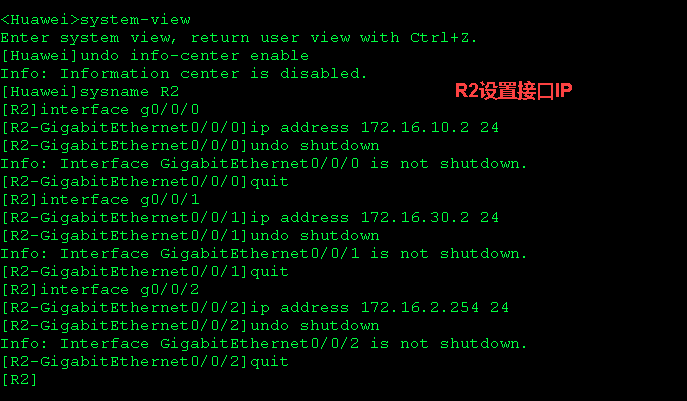 <Huawei>system-view
Enter system view, return user view with Ctrl+Z.
[Huawei]undo info-center enable
Info: Information center is disabled.
[Huawei]sysname R2
R2设置接口IP
[R2]interface g0/0/0
[R2-GigabitEthernet0/0/0]ip address 172.16.10.2 24
[R2-GigabitEthernet0/0/0]undo shutdown
Info: Interface GigabitEthernet0/0/0 is not shutdown.
[R2-GigabitEthernet0/0/0]quit
[R2]interface g0/0/1
[R2-GigabitEthernet0/0/1]ip address 172.16.30.2 24
[R2-GigabitEthernet0/0/1]undo shutdown
Info: Interface GigabitEthernet0/0/1 is not shutdown.
[R2-GigabitEthernet0/0/1]quit
[R2]interface g0/0/2
[R2-GigabitEthernet0/0/2]ip address 172.16.2.254 24
[R2-GigabitEthernet0/0/2]undo shutdown
Info: Interface GigabitEthernet0/0/2 is not shutdown.
[R2-GigabitEthernet0/0/2]quit
[R2]